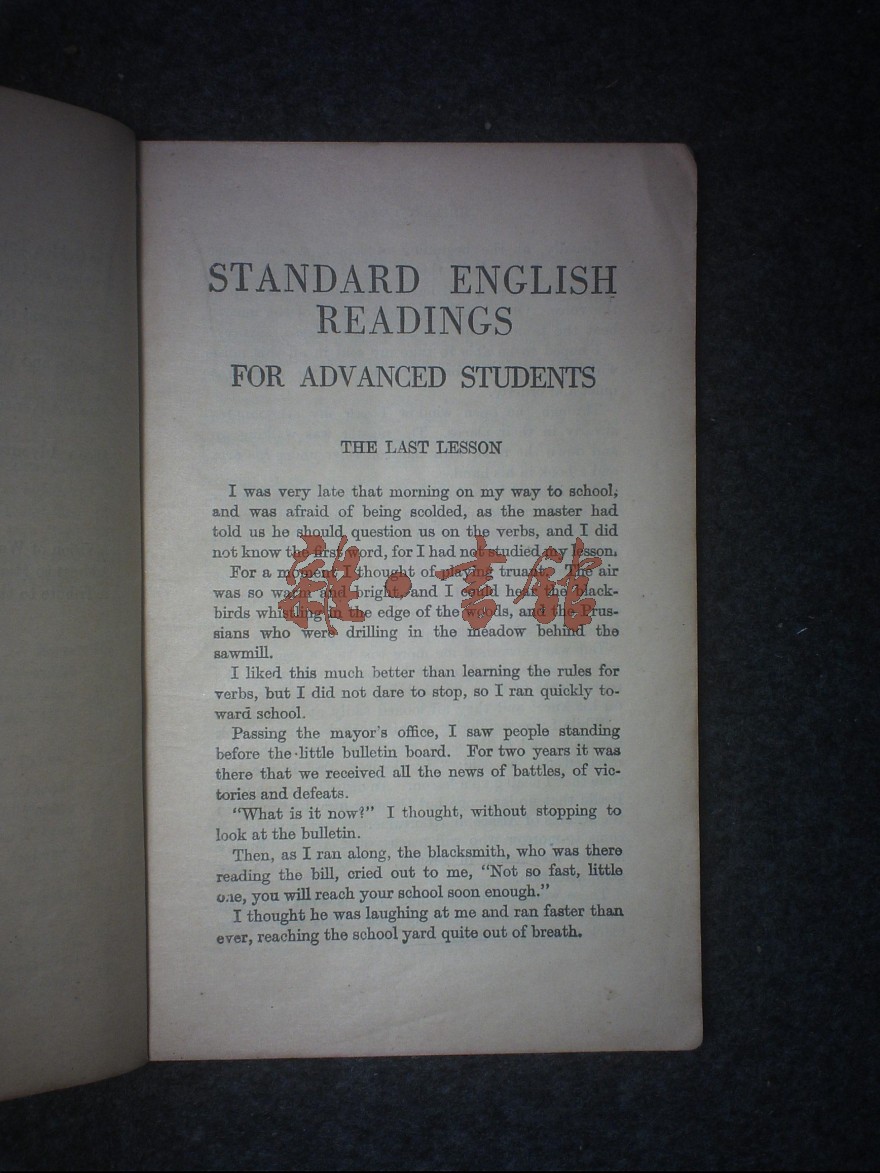 STANDARD ENGLISH
READINGS
FOR ADVANCED STUDENTS
THE LAST LESSON
I was very late that morning on my way to school,
and was afraid of being scolded, as the master had
told us he should question us on the verbs, and I did
not know the first word, for I had not studied my lesson.
For a moment I thought of playing truant. The air
was so warm and bright, and I could hear the black-
birds whistling in the edge of the woods, and the Prus-
sians who were drilling in the meadow behind the
sawmill.
I liked this much better than learning the rules for
verbs, but I did not dare to stop, so I ran quickly to-
ward school.
Passing the mayor's office, I saw people standing
before the little bulletin board. For two years it was
there that we received all the news of battles, of vic-
tories and defeats.
"What is it now?" I thought, without stopping to
look at the bulletin.
Then, as I ran along, the blacksmith, who was there
reading the bill, cried out to me, "Not so fast, little
one, you will reach your school soon enough."
I thought he was laughing at me and ran faster than
ever, reaching the school yard quite out of breath.
雜·書館